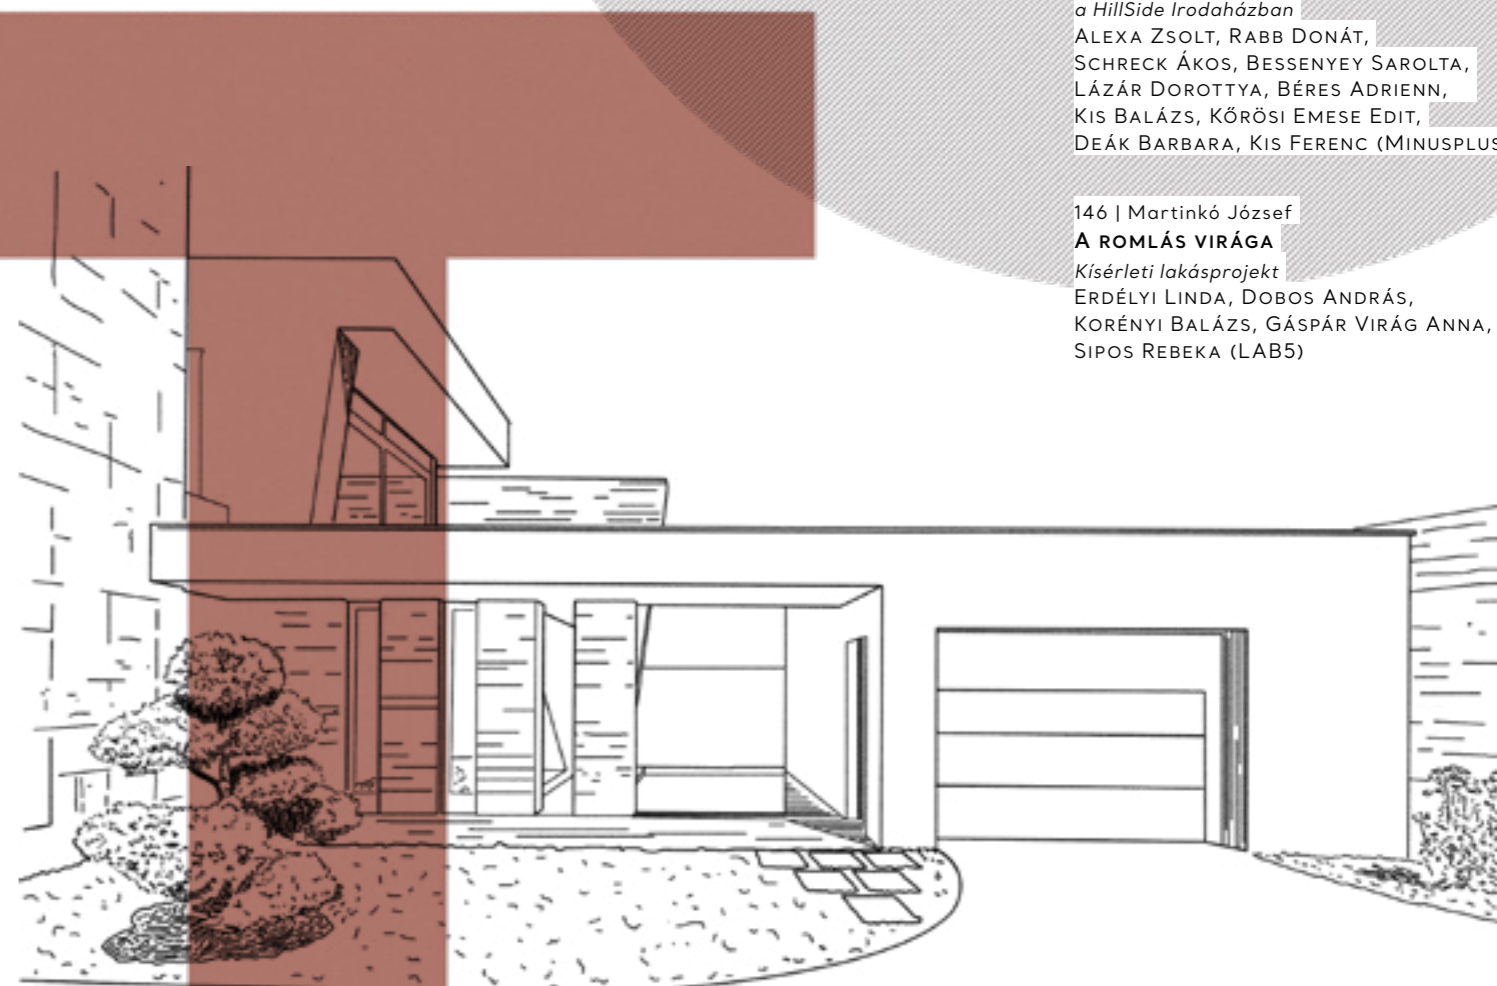 a HillSide Irodaházban
ALEXA ZSOLT, RABB DONÁT,
SCHRECK ÁKOS, BESSENYEY SAROLTA,
LÁZÁR DOROTTYA, BÉRES ADRIENN,
KIS BALÁZS, KŐRÖSI EMESE EDIT,
DEÁK BARBARA, KIS FERENC (MINUSPLUS
146 | Martinkó József
A ROMLÁS VIRÁGA
Kísérleti lakásprojekt
ERDÉLYI LINDA, DOBOS ANDRÁS,
KORÉNYI BALÁZS, GÁSPÁR VIRÁG ANNA,
SIPOS REBEKA (LAB5)